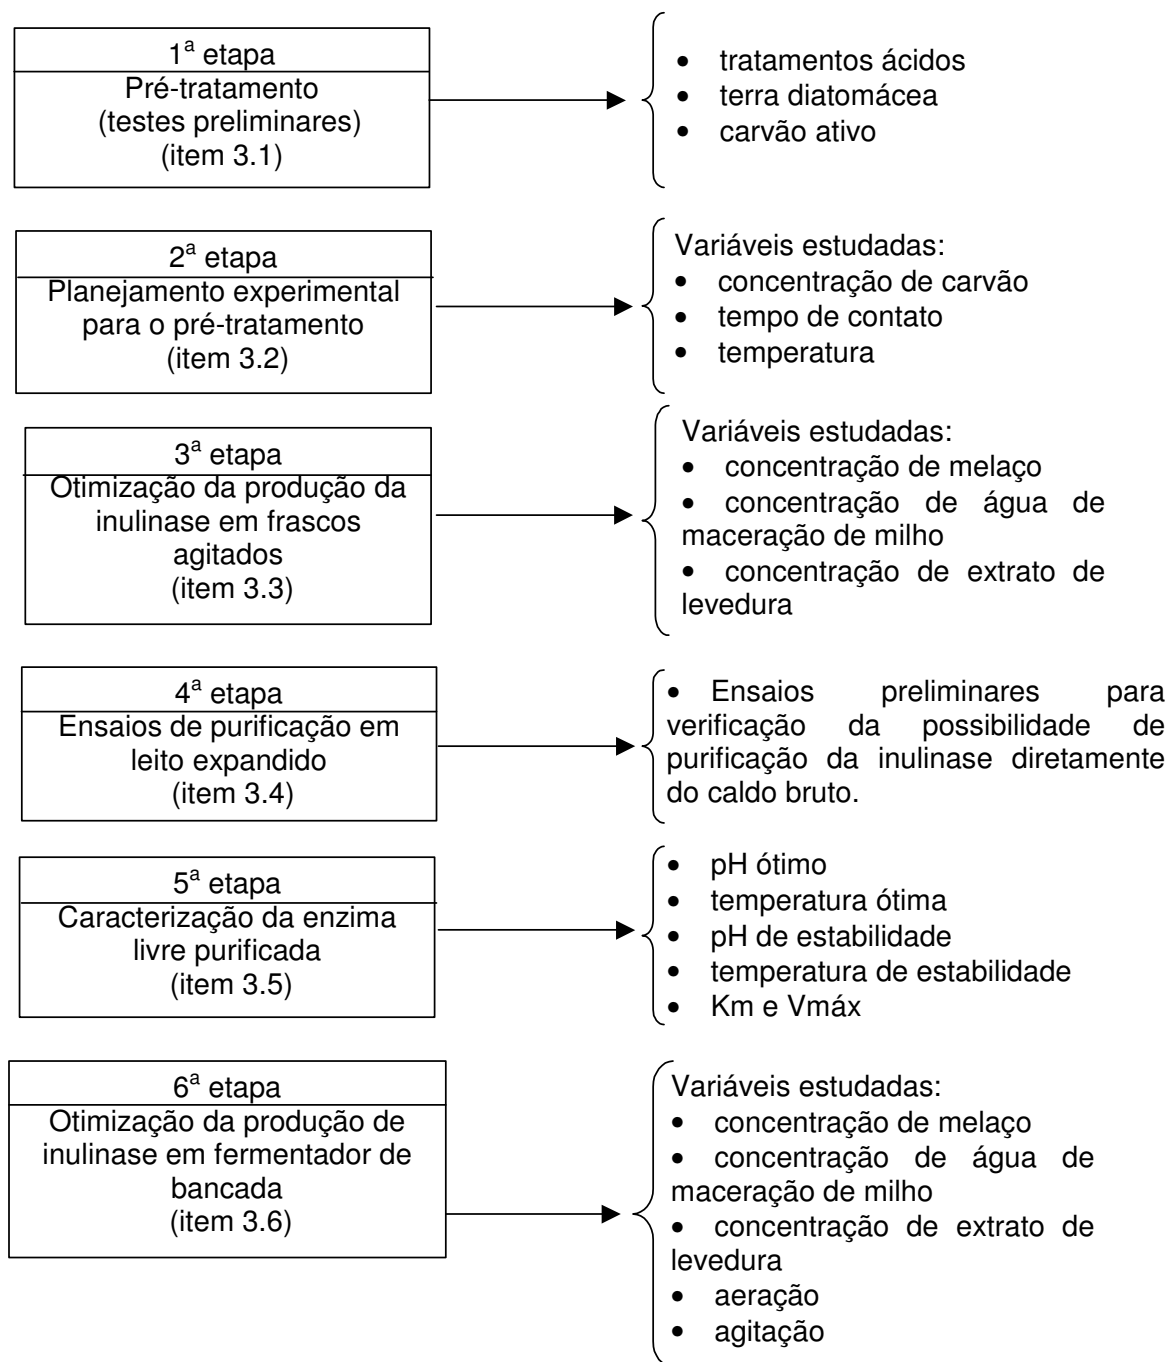 1ª etapa
Pré-tratamento
(testes preliminares)
(item 3.1)
• tratamentos ácidos
• terra diatomácea
• carvão ativo
2ª etapa
Planejamento experimental
para o pré-tratamento
(item 3.2)
Variáveis estudadas:
• concentração de carvão
• tempo de contato
• temperatura
3ª etapa
Otimização da produção da
inulinase em frascos
agitados
(item 3.3)
Variáveis estudadas:
• concentração de melaço
• concentração de água de
maceração de milho
• concentração de extrato de
levedura
4ª etapa
Ensaios de purificação em
leito expandido
(item 3.4)
• Ensaios preliminares para
verificação da possibilidade de
purificação da inulinase diretamente
do caldo bruto.
5ª etapa
Caracterização da enzima
livre purificada
(item 3.5)
• pH ótimo
• temperatura ótima
• pH de estabilidade
• temperatura de estabilidade
• Km e Vmáx
6ª etapa
Otimização da produção de
inulinase em fermentador de
bancada
(item 3.6)
Variáveis estudadas:
• concentração de melaço
• concentração de água de
maceração de milho
• concentração de extrato de
levedura
• aeração
• agitação